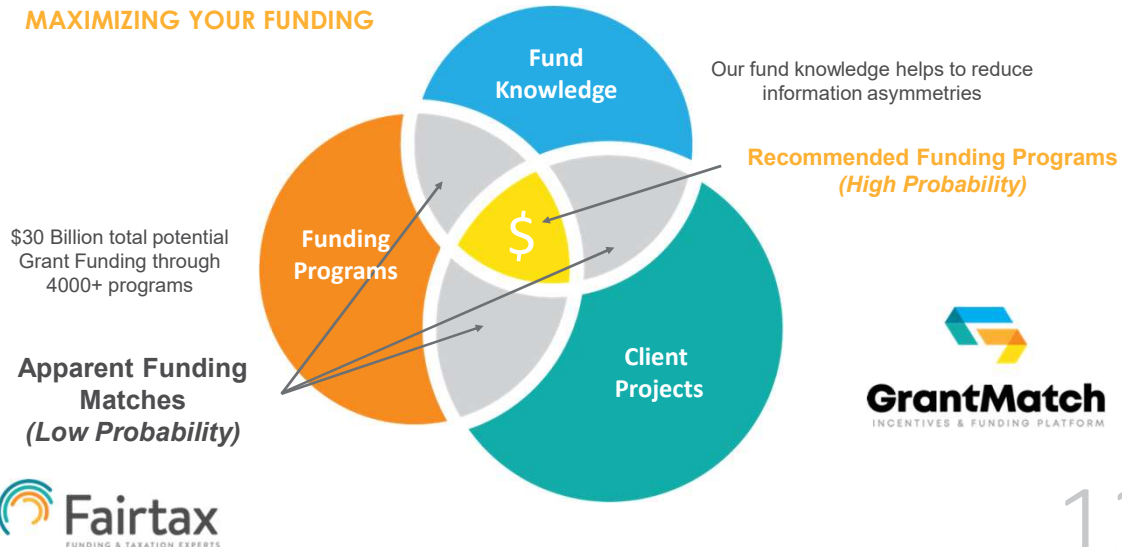 MAXIMIZING YOUR FUNDING
Fund
Knowledge
Our fund knowledge helps to reduce
information asymmetries
Recommended Funding Programs
(High Probability)
$30 Billion total potential
Grant Funding through
4000+ programs
Funding
Programs
$
Apparent Funding
Matches
(Low Probability)
Client
Projects
GrantMatch
INCENTIVES & FUNDING PLATFORM
Fairtax
FUNDING & TAXATION EXPERTS